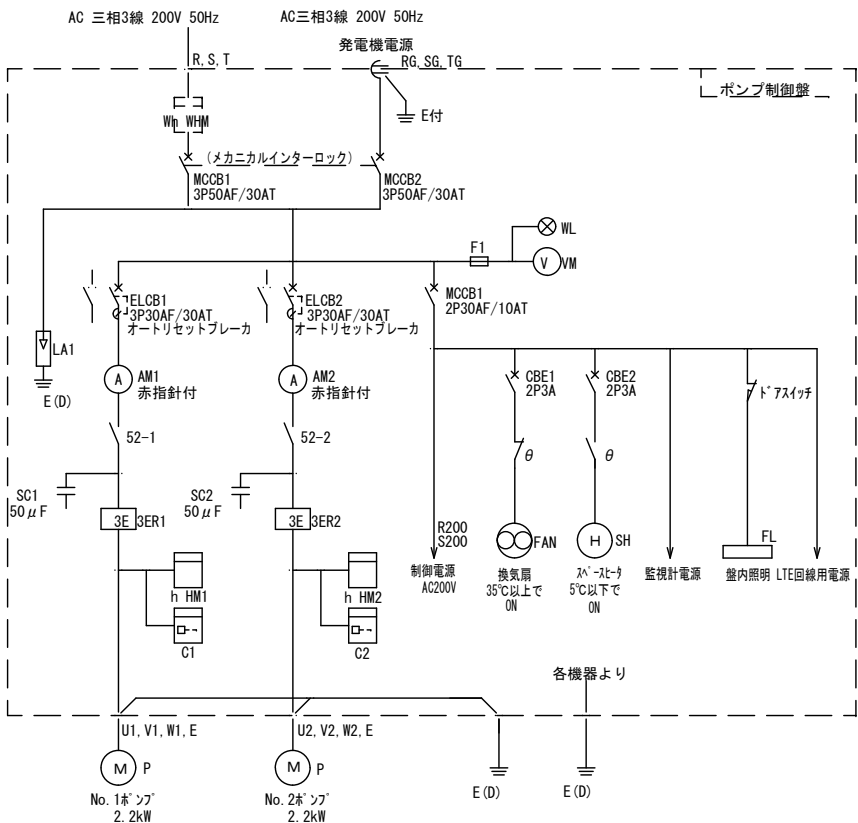 AC 三相3線 200V 50Hz
AC三相3線 200V 50Hz
発電機電源
R,S,T
RG,SG,TG
ポンプ制御盤
Wh WHM
E付
(メカニカルインターロック)
MCCB1
3P50AF/30AT
MCCB2
3P50AF/30AT
WL
F1
V VM
ELCB1
3P30AF/30AT
オートリセットブレーカ
ELCB2
3P30AF/30AT
オートリセットブレーカ
MCCB1
2P30AF/10AT
LA1
E(D)
A AM1
赤指針付
A AM2
赤指針付
CBE1
2P3A
CBE2
2P3A
ドアスイッチ
52-1
52-2
θ
θ
SC1
50μF
SC2
50μF
3E 3ER1
3E 3ER2
R200
S200
制御電源
AC200V
FAN
換気扇
35℃以上で
ON
H SH
スペースヒータ
5℃以下で
ON
監視計電源
FL
盤内照明
LTE回線用電源
h HM1
h HM2
C1
C2
各機器より
U1,V1,W1,E
U2,V2,W2,E
M P
No.1ポンプ
2.2kW
M P
No.2ポンプ
2.2kW
E(D)
E(D)